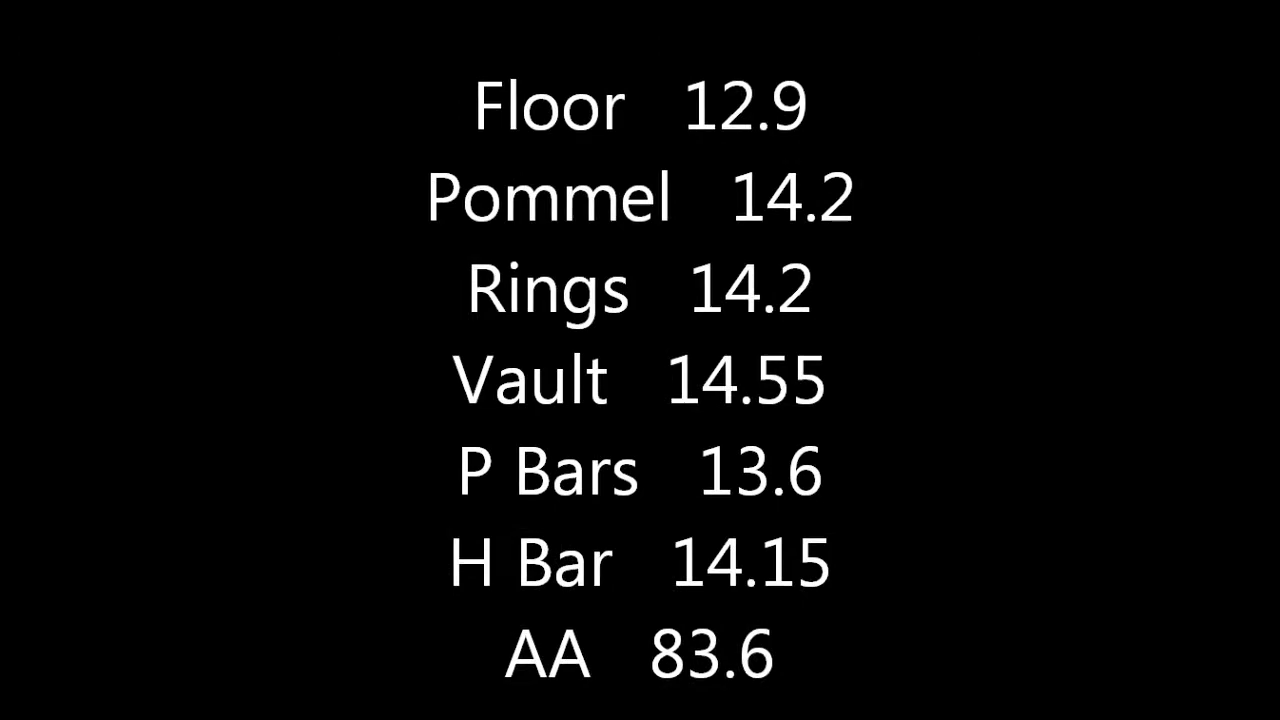 Floor 12.9
Pommel 14.2
Rings 14.2
Vault 14.55
P Bars 13.6
H Bar 14.15
AA 83.6